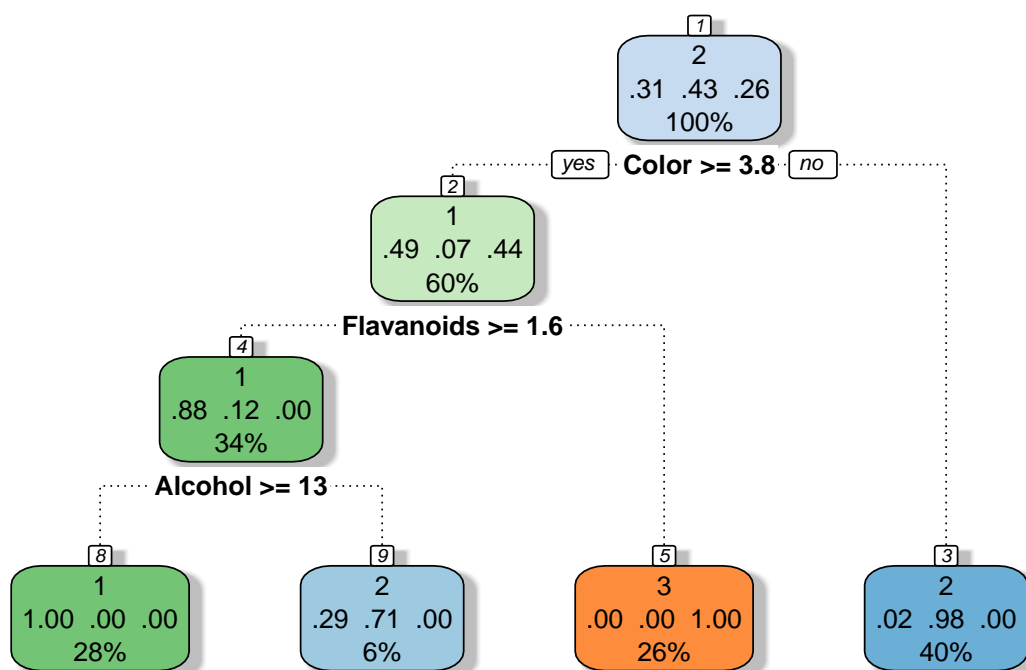 1
2
.31 .43 .26
100%
yes Color >= 3.8 no
2
1
.49 .07 .44
60%
Flavanoids >= 1.6
4
1
.88 .12 .00
34%
Alcohol >= 13
8
1
1.00 .00 .00
28%
9
2
.29 .71 .00
6%
5
3
.00 .00 1.00
26%
3
2
.02 .98 .00
40%